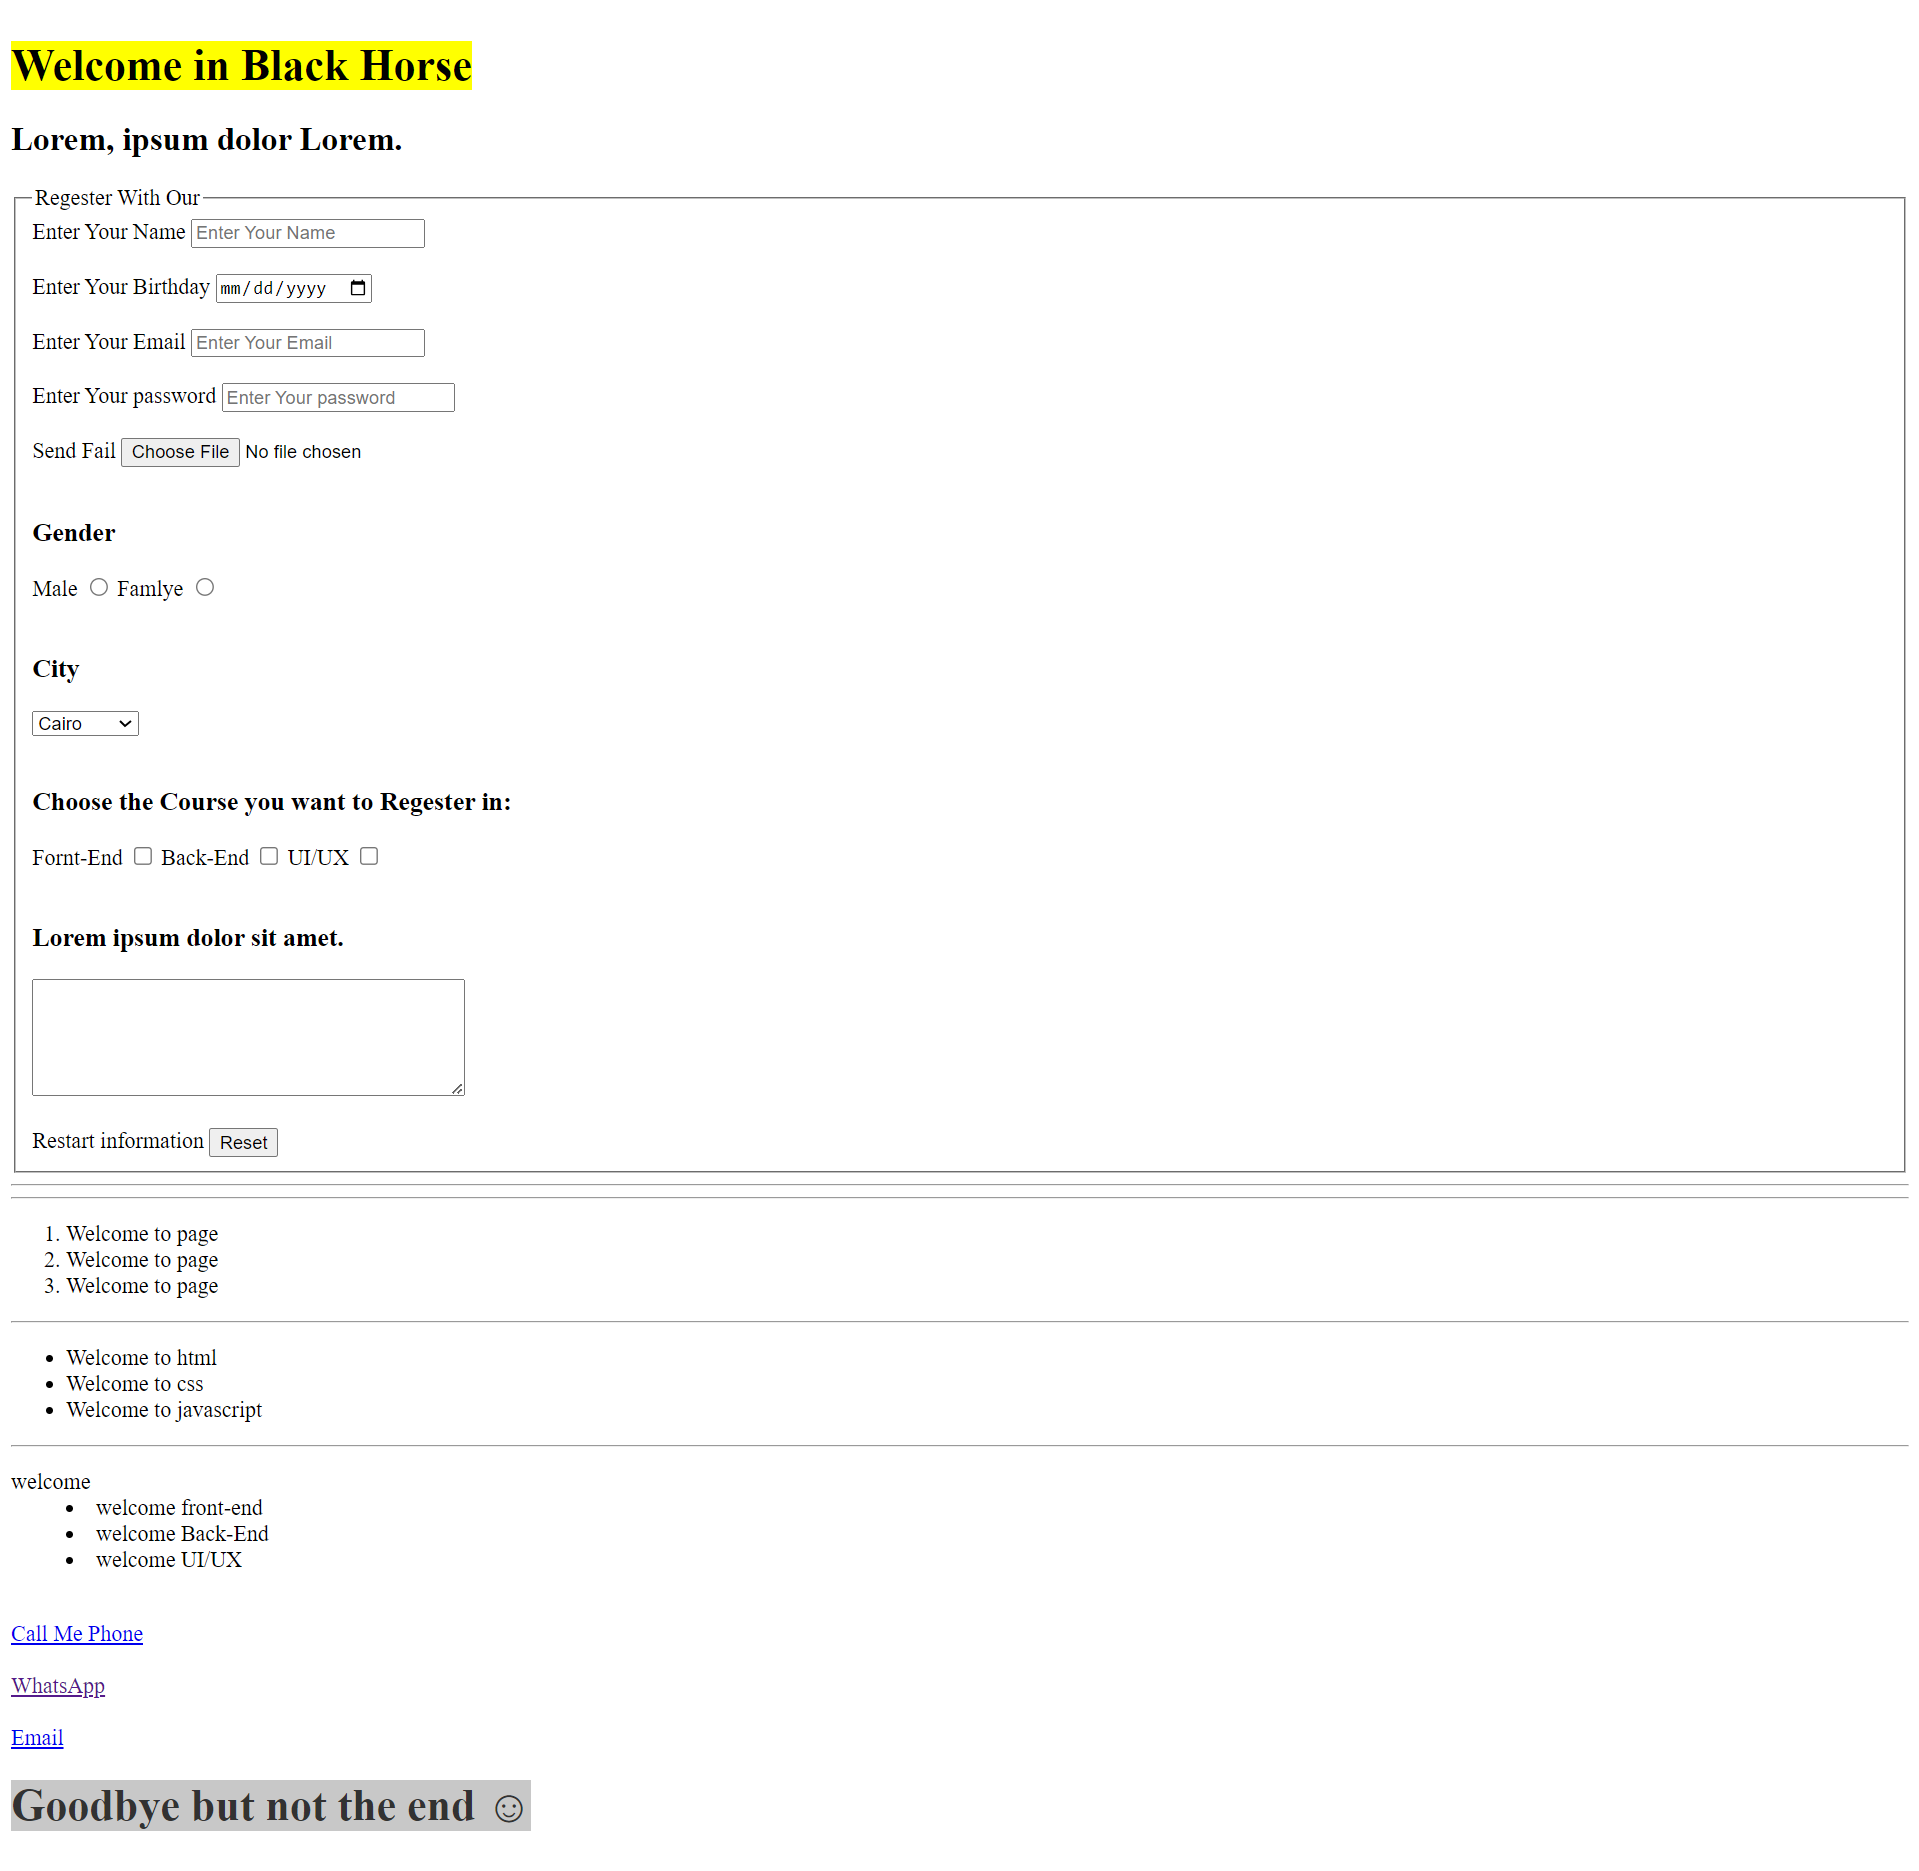 Welcome in Black Horse
Lorem, ipsum dolor Lorem.
Regester With Our
Enter Your Name Enter Your Name
Enter Your Birthday mm/dd/yyyy
Enter Your Email Enter Your Email
Enter Your password Enter Your password
Send Fail Choose File No file chosen
Gender
Male Famlye
City
Cairo
Choose the Course you want to Regester in:
Fornt-End Back-End UI/UX
Lorem ipsum dolor sit amet.
Restart information Reset
1. Welcome to page
2. Welcome to page
3. Welcome to page
• Welcome to html
• Welcome to css
• Welcome to javascript
welcome
• welcome front-end
• welcome Back-End
• welcome UI/UX
Call Me Phone
WhatsApp
Email
Goodbye but not the end ☺